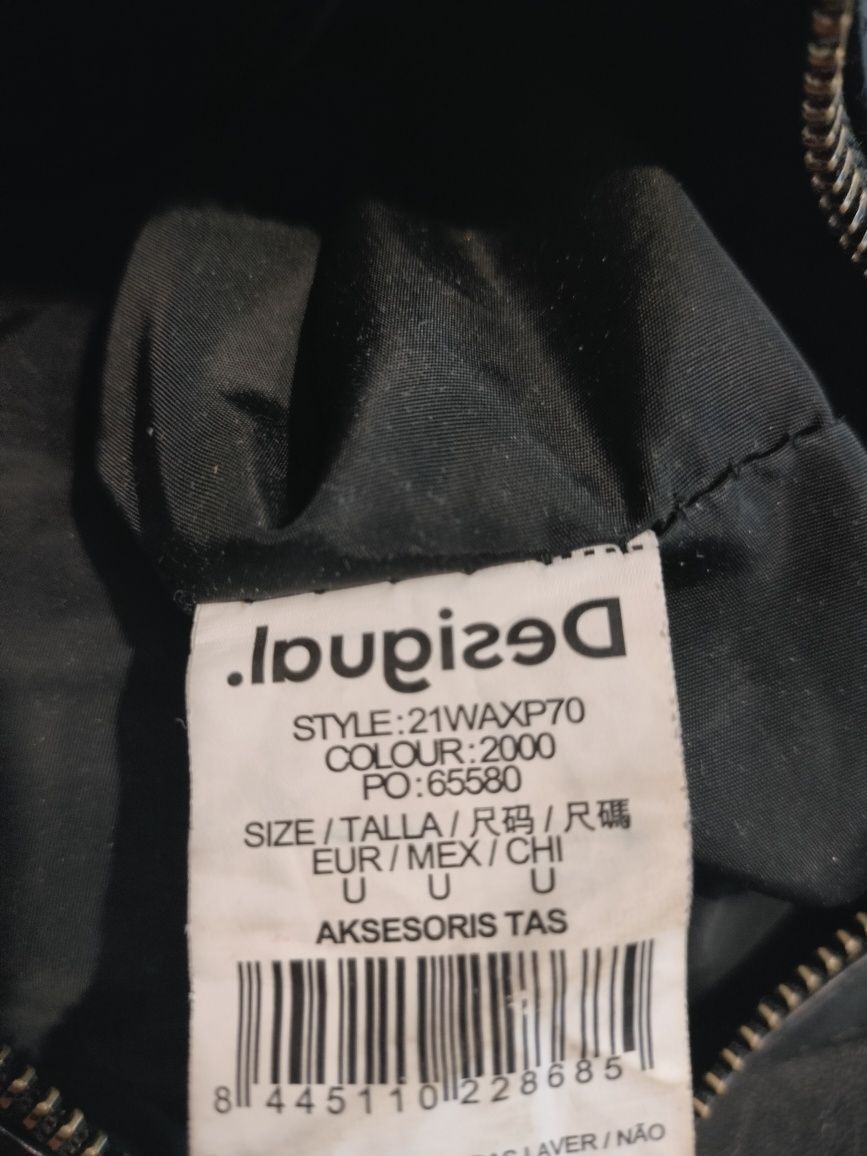 Desigual.
STYLE:21WAXP70
COLOUR:2000
PO:65580
SIZE / TALLA / 尺码 / 尺碼
EUR / MEX / CHI
U U U
AKSESORIS TAS
8 445110 228685
LAVER / NÃO